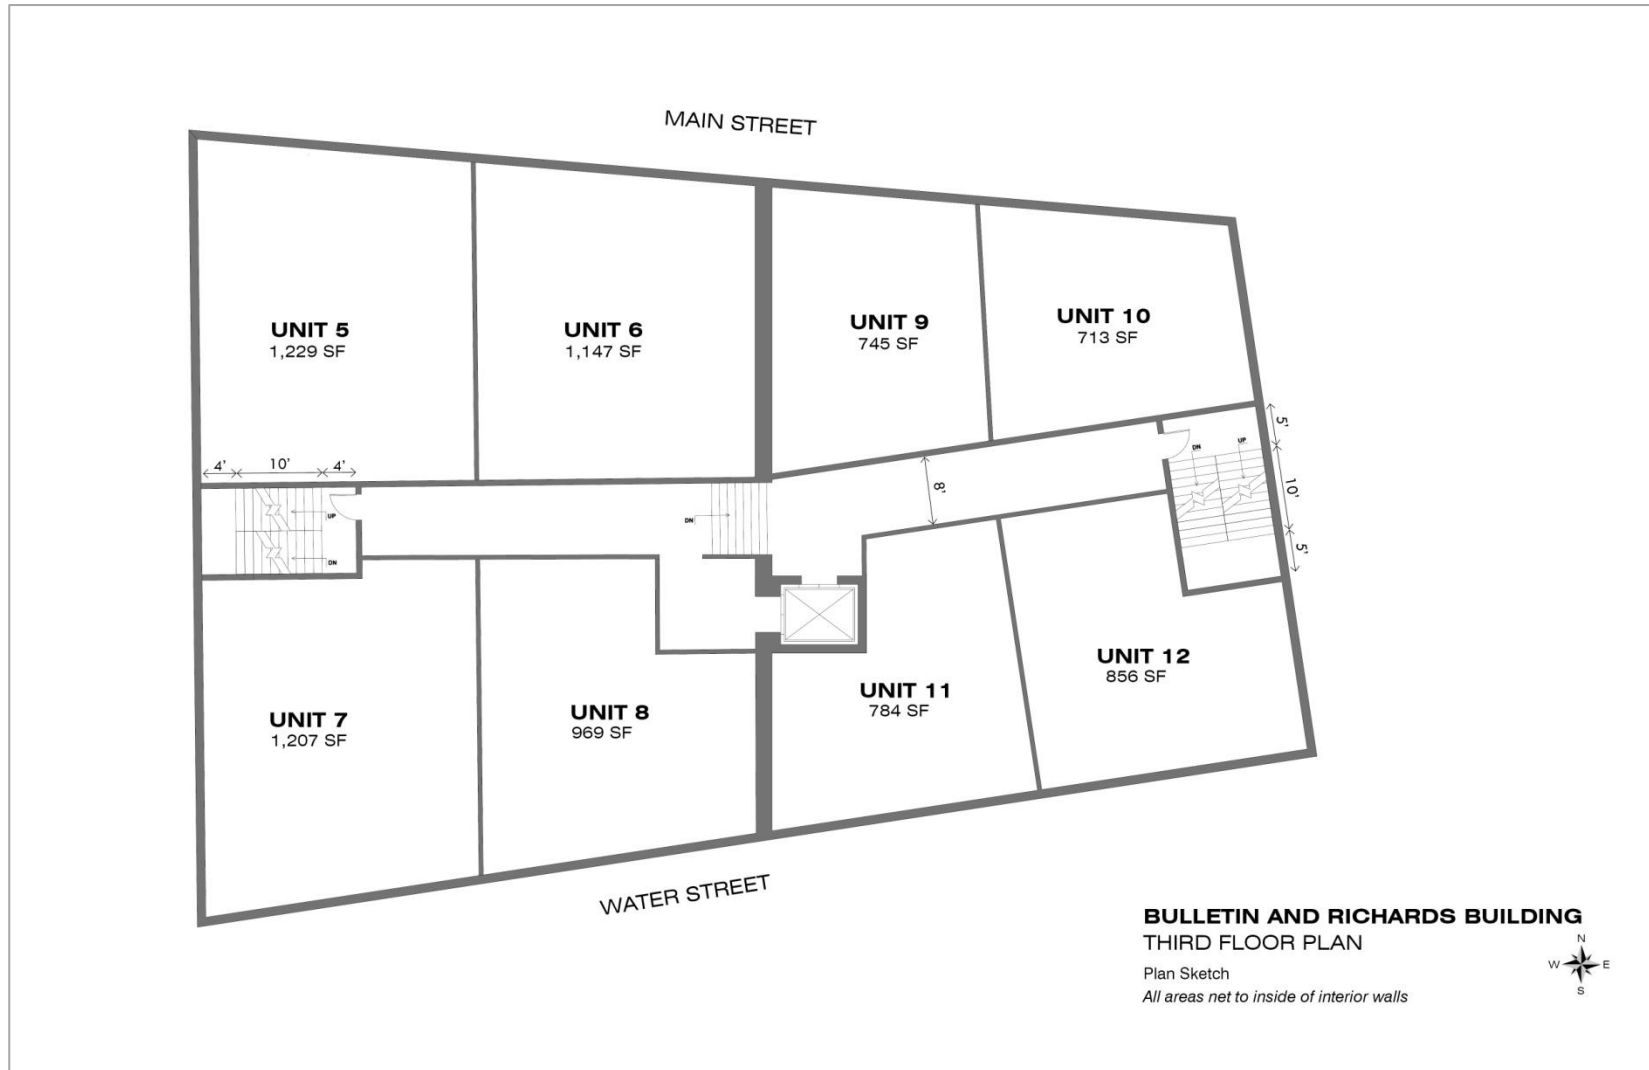 MAIN STREET
UNIT 5
1,229 SF
UNIT 6
1,147 SF
UNIT 9
745 SF
UNIT 10
713 SF
4'
10'
4'
5'
10'
5'
8'
UP
DN
DN
DN
UP
UNIT 7
1,207 SF
UNIT 8
969 SF
UNIT 11
784 SF
UNIT 12
856 SF
WATER STREET
BULLETIN AND RICHARDS BUILDING
THIRD FLOOR PLAN
Plan Sketch
All areas net to inside of interior walls
N
W
E
S